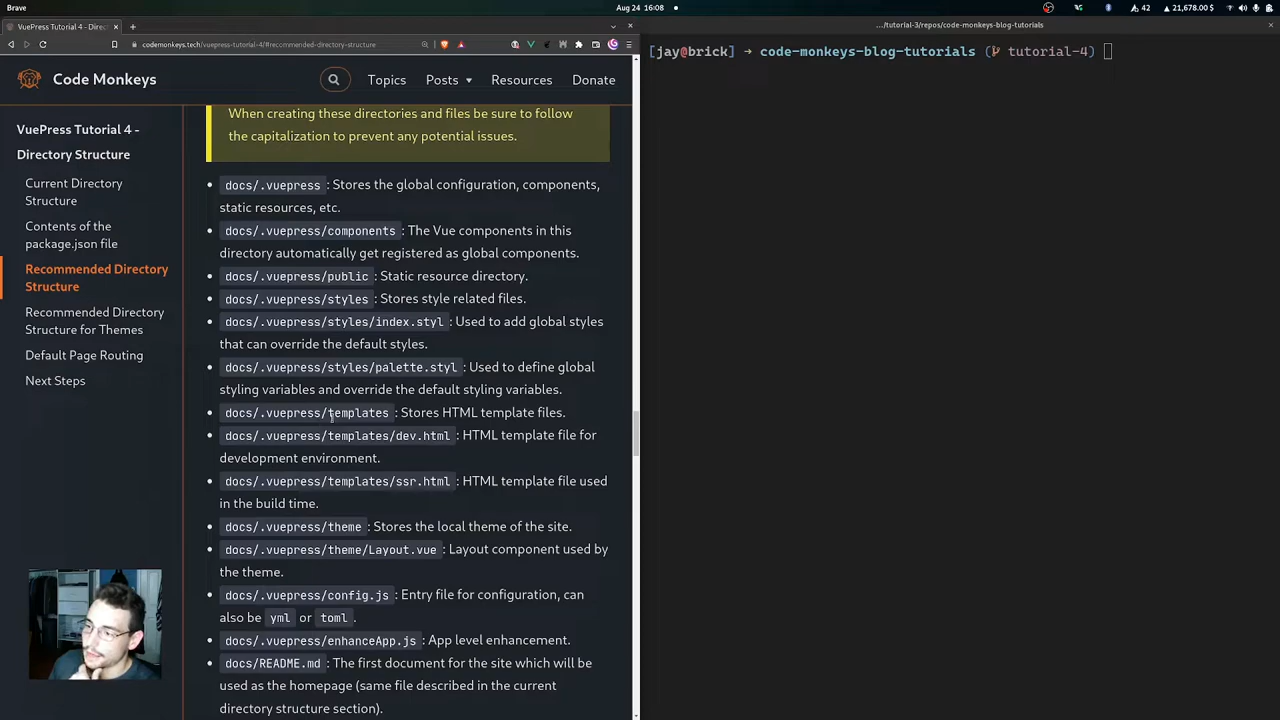 Brave
Aug 24 16:08
42
21,678.00 $
VuePress Tutorial 4 - Direc
.../tutorial-3/repos/code-monkeys-blog-tutorials
codemonkeys.tech/vuepress-tutorial-4/#recommended-directory-structure
[jay@brick] → code-monkeys-blog-tutorials ( tutorial-4)
Code Monkeys
Topics
Posts
Resources
Donate
VuePress Tutorial 4 -
Directory Structure
Current Directory
Structure
Contents of the
package.json file
Recommended Directory
Structure
Recommended Directory
Structure for Themes
Default Page Routing
Next Steps
When creating these directories and files be sure to follow
the capitalization to prevent any potential issues.
• docs/.vuepress : Stores the global configuration, components,
static resources, etc.
• docs/.vuepress/components : The Vue components in this
directory automatically get registered as global components.
• docs/.vuepress/public : Static resource directory.
• docs/.vuepress/styles : Stores style related files.
• docs/.vuepress/styles/index.styl : Used to add global styles
that can override the default styles.
• docs/.vuepress/styles/palette.styl : Used to define global
styling variables and override the default styling variables.
• docs/.vuepress/templates : Stores HTML template files.
• docs/.vuepress/templates/dev.html : HTML template file for
development environment.
• docs/.vuepress/templates/ssr.html : HTML template file used
in the build time.
• docs/.vuepress/theme : Stores the local theme of the site.
• docs/.vuepress/theme/Layout.vue : Layout component used by
the theme.
• docs/.vuepress/config.js : Entry file for configuration, can
also be yml or toml .
• docs/.vuepress/enhanceApp.js : App level enhancement.
• docs/README.md : The first document for the site which will be
used as the homepage (same file described in the current
directory structure section).